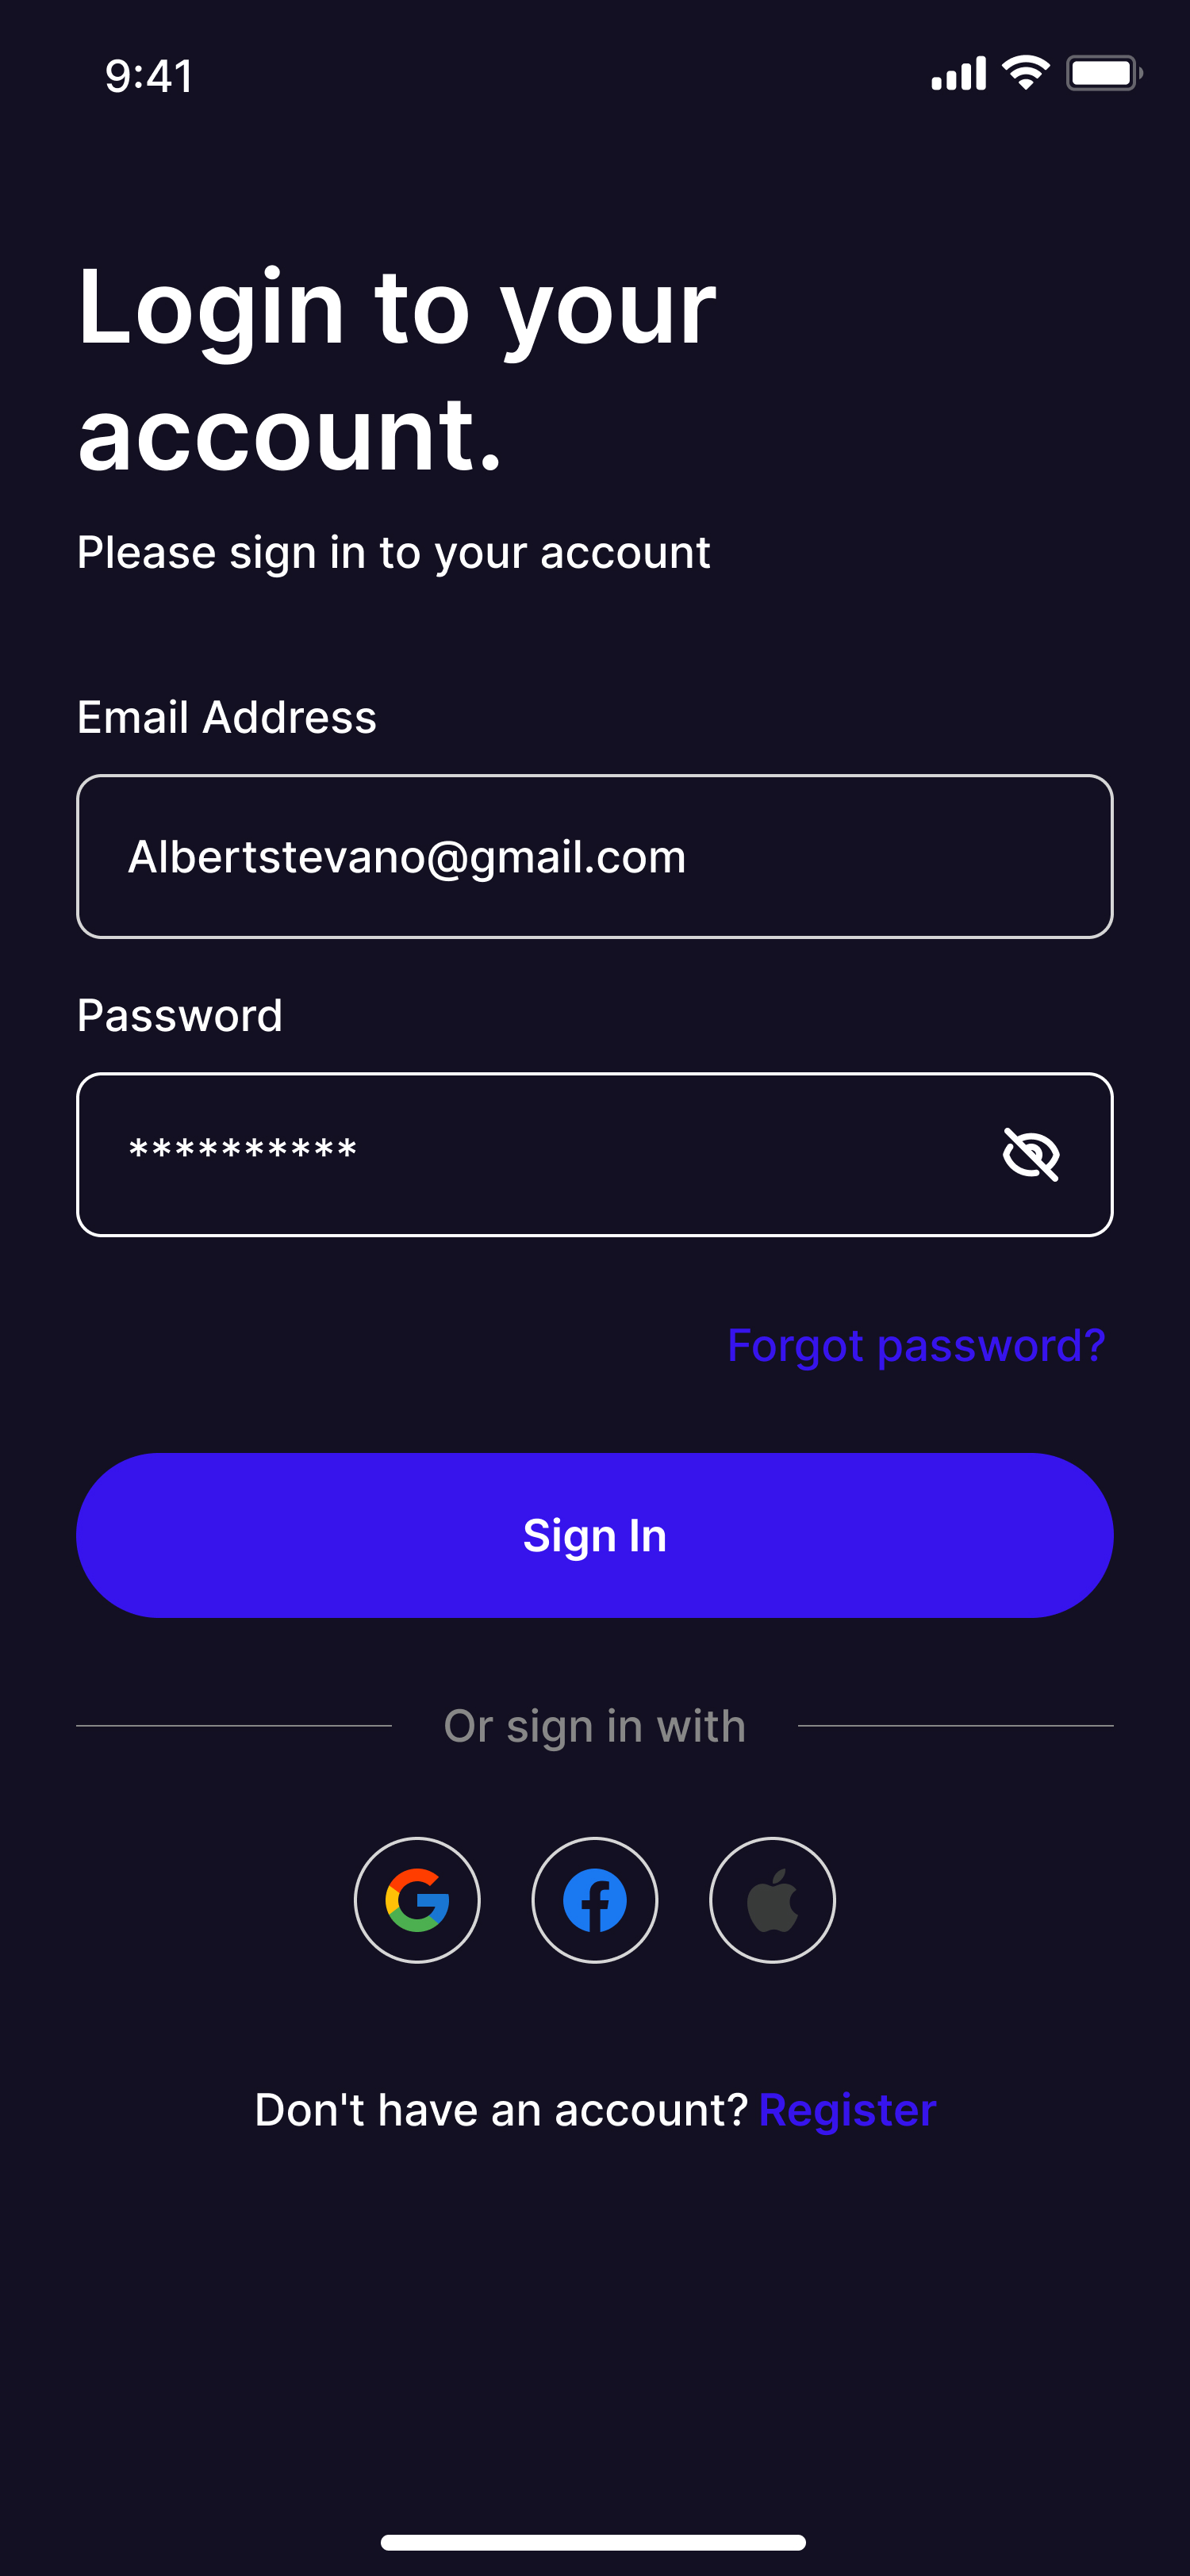 9:41
Login to your
account.
Please sign in to your account
Email Address
Albertstevano@gmail.com
Password
**********
Forgot password?
Sign In
Or sign in with
Don't have an account? Register